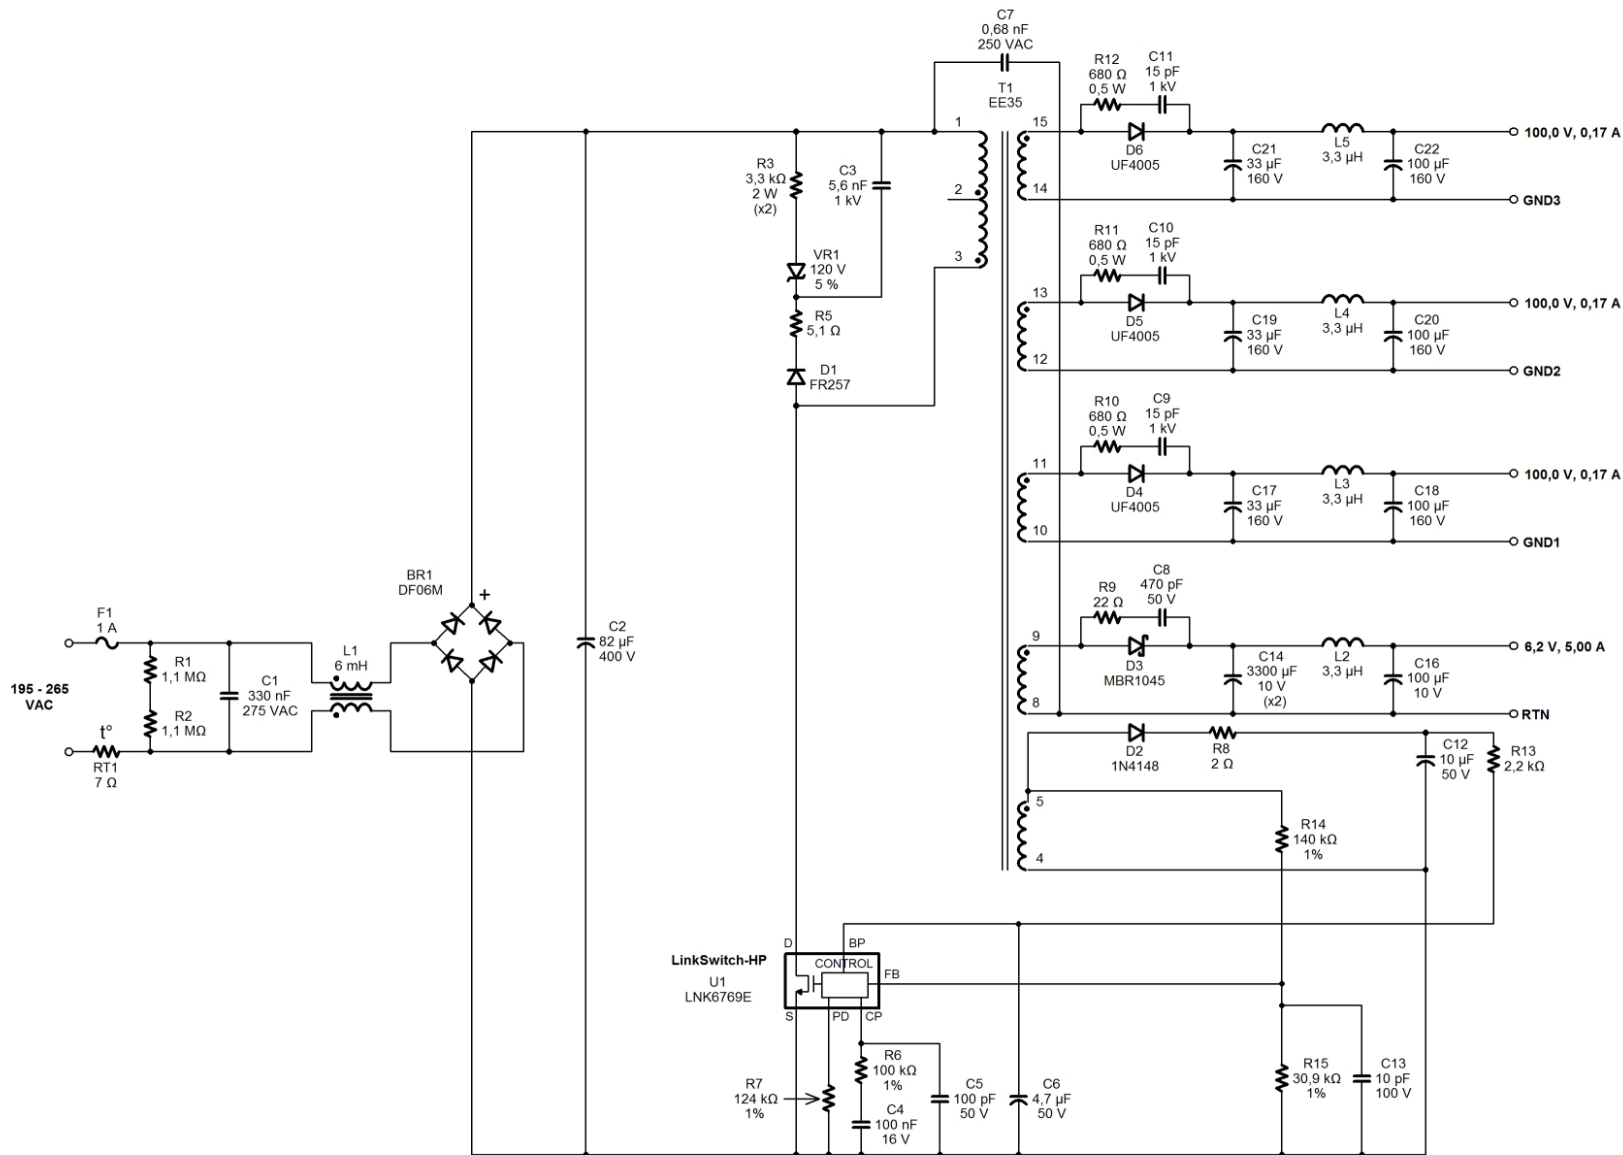 C7
0,68 nF
250 VAC
T1
EE35
R12
680 Ω
0,5 W
C11
15 pF
1 kV
1
15
D6
UF4005
C21
33 µF
160 V
L5
3,3 µH
C22
100 µF
160 V
100,0 V, 0,17 A
R3
3,3 kΩ
2 W
(x2)
C3
5,6 nF
1 kV
2
14
GND3
R11
680 Ω
0,5 W
C10
15 pF
1 kV
VR1
120 V
5 %
3
13
D5
UF4005
C19
33 µF
160 V
L4
3,3 µH
C20
100 µF
160 V
100,0 V, 0,17 A
R5
5,1 Ω
12
GND2
D1
FR257
R10
680 Ω
0,5 W
C9
15 pF
1 kV
11
D4
UF4005
C17
33 µF
160 V
L3
3,3 µH
C18
100 µF
160 V
100,0 V, 0,17 A
10
GND1
BR1
DF06M
+
R9
22 Ω
C8
470 pF
50 V
F1
1 A
195 - 265
VAC
R1
1,1 MΩ
R2
1,1 MΩ
C1
330 nF
275 VAC
L1
6 mH
t°
RT1
7 Ω
C2
82 µF
400 V
9
D3
MBR1045
C14
3300 µF
10 V
(x2)
L2
3,3 µH
C16
100 µF
10 V
6,2 V, 5,00 A
8
RTN
D2
1N4148
R8
2 Ω
C12
10 µF
50 V
R13
2,2 kΩ
5
R14
140 kΩ
1%
4
LinkSwitch-HP
U1
LNK6769E
D
BP
CONTROL
FB
S
PD
CP
R7
124 kΩ
1%
R6
100 kΩ
1%
C4
100 nF
16 V
C5
100 pF
50 V
C6
4,7 µF
50 V
R15
30,9 kΩ
1%
C13
10 pF
100 V